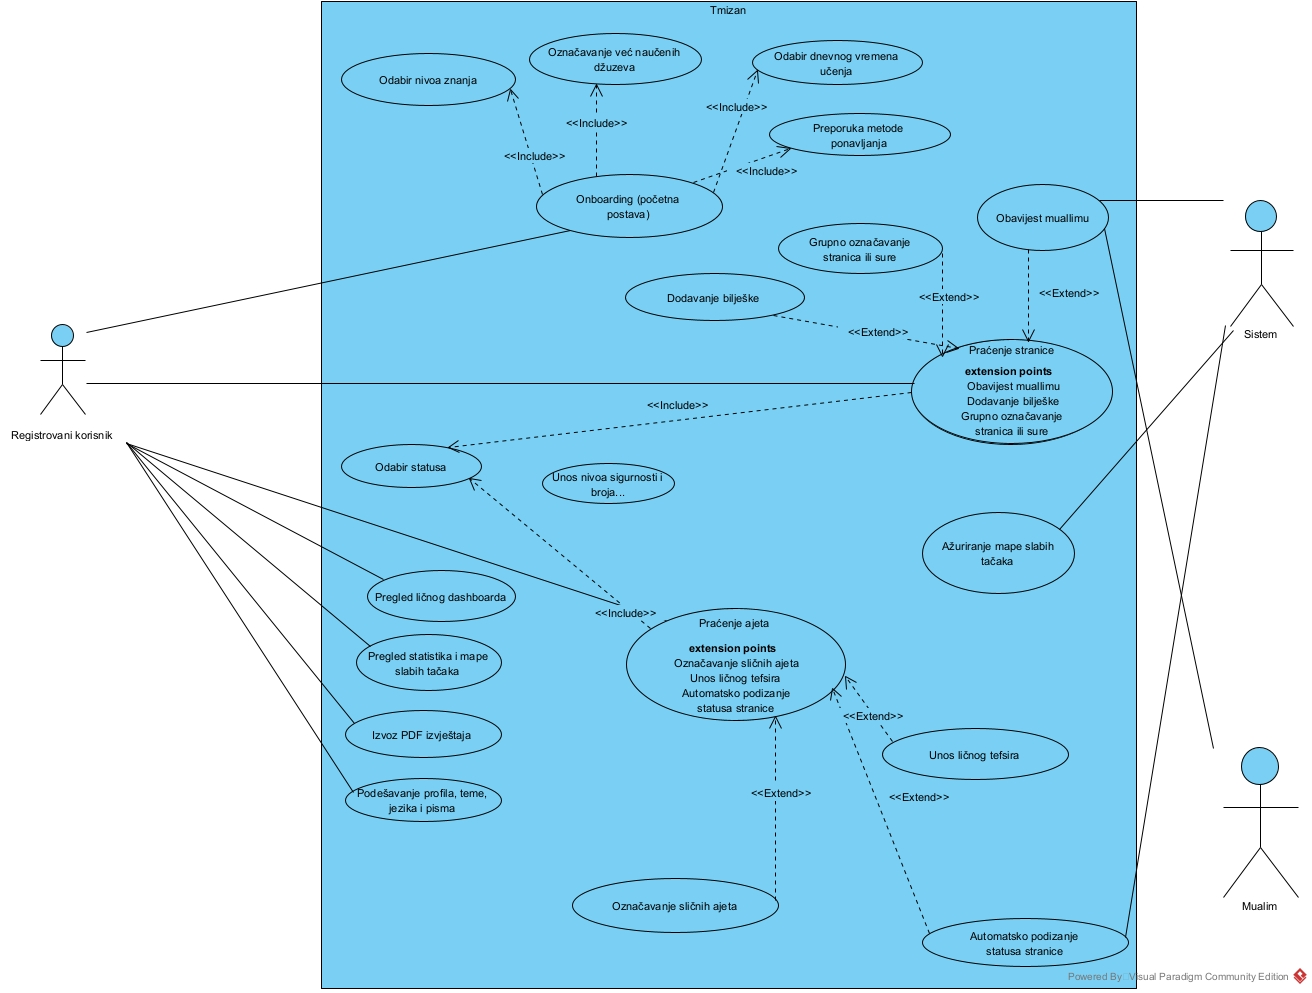 Tmizan
Odabir nivoa znanja
Označavanje već naučenih
džuzeva
Odabir dnevnog vremena
učenja
<<Include>>
<<Include>>
<<Include>>
<<Include>>
Preporuka metode
ponavljanja
Onboarding (početna
postava)
Obavijest muallimu
Grupno označavanje
stranica ili sure
Dodavanje bilješke
<<Extend>>
<<Extend>>
<<Extend>>
Sistem
Praćenje stranice
extension points
Obavijest muallimu
Dodavanje bilješke
Grupno označavanje
stranica ili sure
Registrovani korisnik
<<Include>>
Odabir statusa
Unos nivoa sigurnosti i
broja...
Ažuriranje mape slabih
tačaka
Pregled ličnog dashboarda
<<Include>>
Praćenje ajeta
extension points
Označavanje sličnih ajeta
Unos ličnog tefsira
Automatsko podizanje
statusa stranice
Pregled statistika i mape
slabih tačaka
Izvoz PDF izvještaja
<<Extend>>
Unos ličnog tefsira
Podešavanje profila, teme,
jezika i pisma
<<Extend>>
<<Extend>>
Označavanje sličnih ajeta
Mualim
Automatsko podizanje
statusa stranice
Powered By Visual Paradigm Community Edition